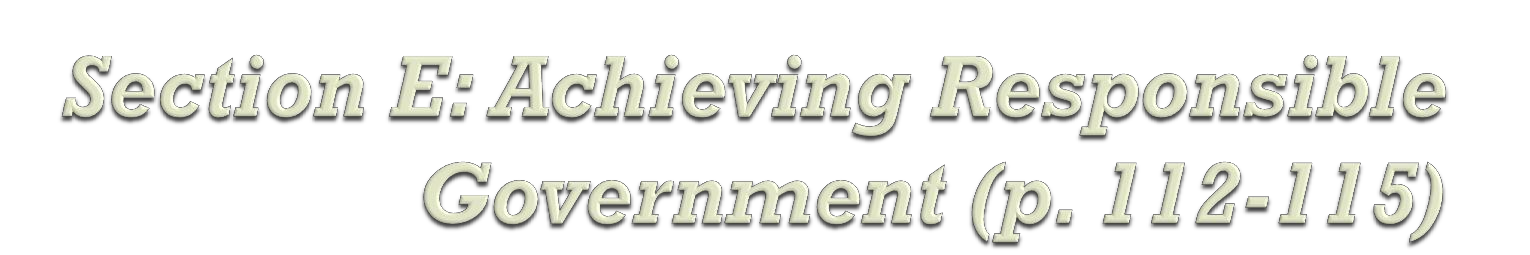 Section E: Achieving Responsible
Government (p. 112-115)